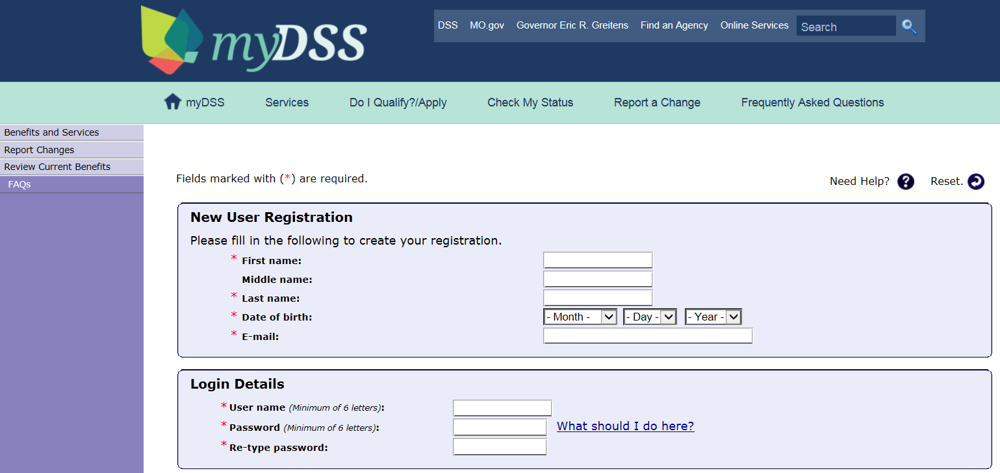 myDSS
DSS MO.gov Governor Eric R. Greitens Find an Agency Online Services Search
myDSS Services Do I Qualify?/Apply Check My Status Report a Change Frequently Asked Questions
Benefits and Services
Report Changes
Review Current Benefits
FAQs
Fields marked with (*) are required.
Need Help? ? Reset.
New User Registration
Please fill in the following to create your registration.
* First name:
Middle name:
* Last name:
* Date of birth: - Month - - Day - - Year -
* E-mail:
Login Details
* User name (Minimum of 6 letters):
* Password (Minimum of 6 letters): What should I do here?
* Re-type password: